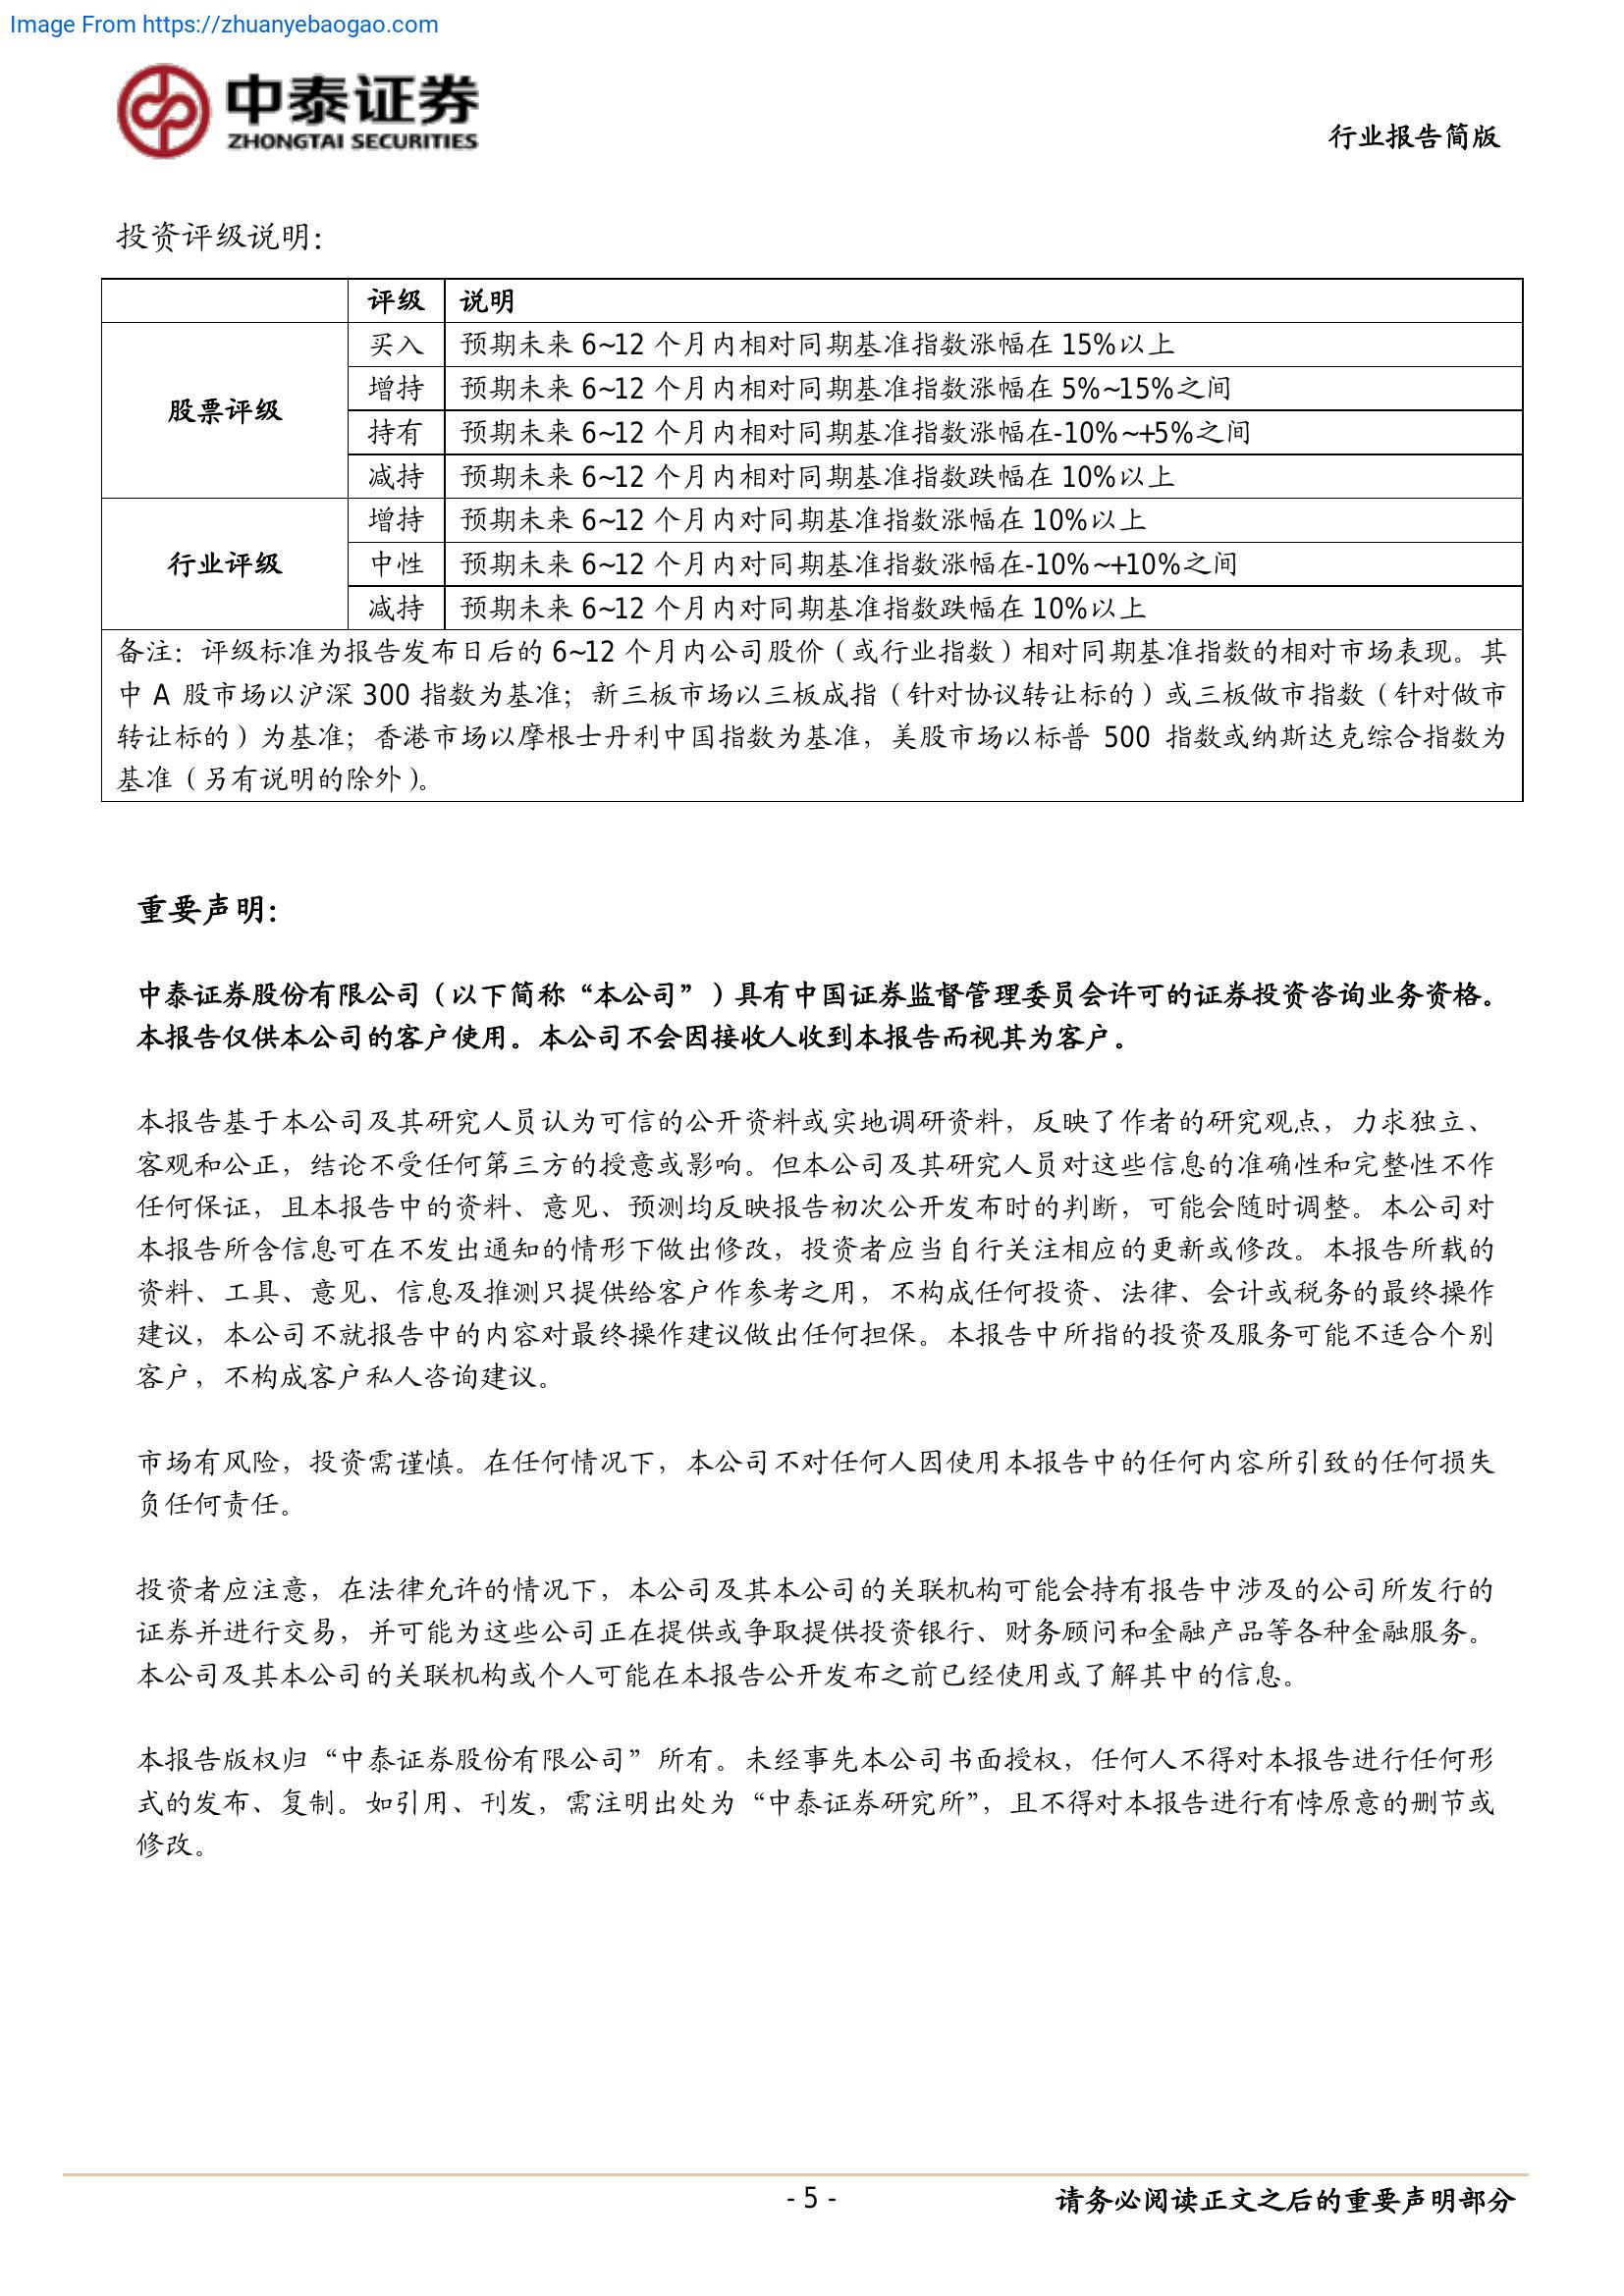 Image From https://zhuanyebaogao.com
中泰证券
ZHONGTAI SECURITIES
行业报告简版
投资评级说明：
评级 说明
股票评级
买入 预期未来 6~12 个月内相对同期基准指数涨幅在 15%以上
增持 预期未来 6~12 个月内相对同期基准指数涨幅在 5%~15%之间
持有 预期未来 6~12 个月内相对同期基准指数涨幅在-10%~+5%之间
减持 预期未来 6~12 个月内相对同期基准指数跌幅在 10%以上
行业评级
增持 预期未来 6~12 个月内对同期基准指数涨幅在 10%以上
中性 预期未来 6~12 个月内对同期基准指数涨幅在-10%~+10%之间
减持 预期未来 6~12 个月内对同期基准指数跌幅在 10%以上
备注：评级标准为报告发布日后的 6~12 个月内公司股价（或行业指数）相对同期基准指数的相对市场表现。其
中 A 股市场以沪深 300 指数为基准；新三板市场以三板成指（针对协议转让标的）或三板做市指数（针对做市
转让标的）为基准；香港市场以摩根士丹利中国指数为基准，美股市场以标普 500 指数或纳斯达克综合指数为
基准（另有说明的除外）。
重要声明：
中泰证券股份有限公司（以下简称“本公司”）具有中国证券监督管理委员会许可的证券投资咨询业务资格。
本报告仅供本公司的客户使用。本公司不会因接收人收到本报告而视其为客户。
本报告基于本公司及其研究人员认为可信的公开资料或实地调研资料，反映了作者的研究观点，力求独立、
客观和公正，结论不受任何第三方的授意或影响。但本公司及其研究人员对这些信息的准确性和完整性不作
任何保证，且本报告中的资料、意见、预测均反映报告初次公开发布时的判断，可能会随时调整。本公司对
本报告所含信息可在不发出通知的情形下做出修改，投资者应当自行关注相应的更新或修改。本报告所载的
资料、工具、意见、信息及推测只提供给客户作参考之用，不构成任何投资、法律、会计或税务的最终操作
建议，本公司不就报告中的内容对最终操作建议做出任何担保。本报告中所指的投资及服务可能不适合个别
客户，不构成客户私人咨询建议。
市场有风险，投资需谨慎。在任何情况下，本公司不对任何人因使用本报告中的任何内容所引致的任何损失
负任何责任。
投资者应注意，在法律允许的情况下，本公司及其本公司的关联机构可能会持有报告中涉及的公司所发行的
证券并进行交易，并可能为这些公司正在提供或争取提供投资银行、财务顾问和金融产品等各种金融服务。
本公司及其本公司的关联机构或个人可能在本报告公开发布之前已经使用或了解其中的信息。
本报告版权归“中泰证券股份有限公司”所有。未经事先本公司书面授权，任何人不得对本报告进行任何形
式的发布、复制。如引用、刊发，需注明出处为“中泰证券研究所”，且不得对本报告进行有悖原意的删节或
修改。
- 5 -
请务必阅读正文之后的重要声明部分